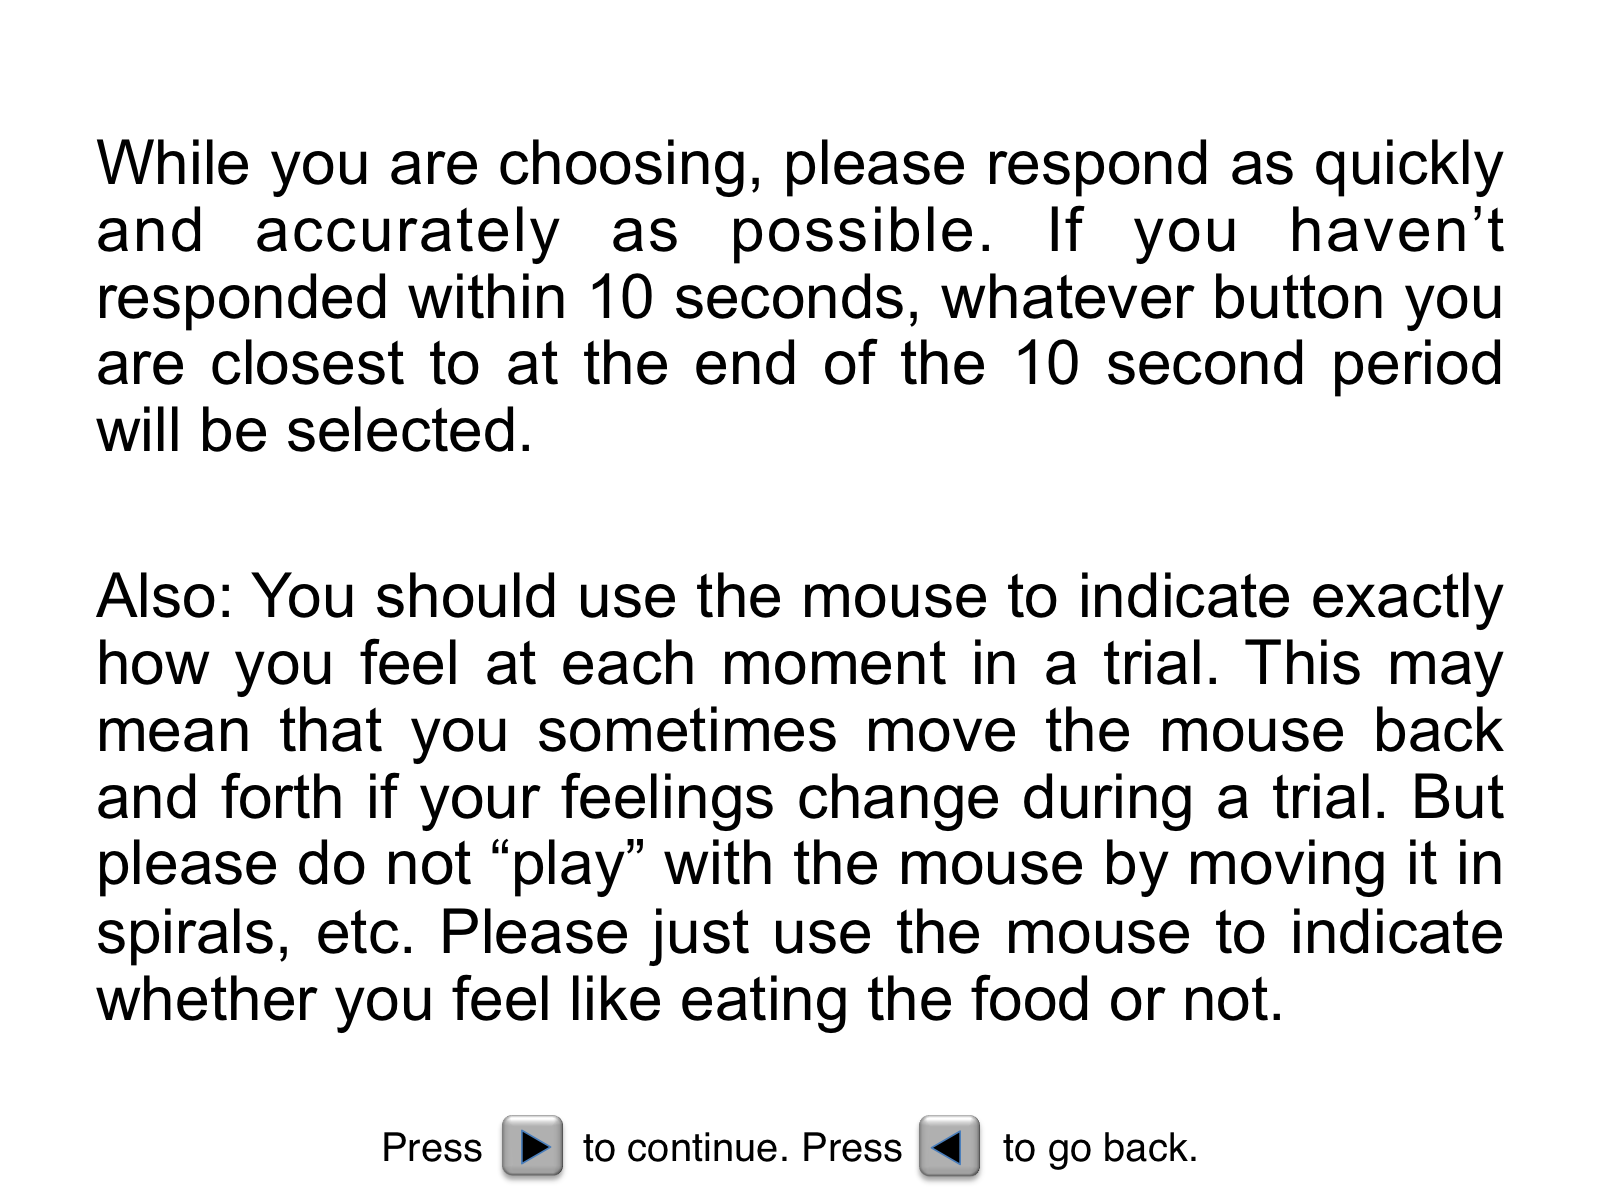 While you are choosing, please respond as quickly
and accurately as possible. If you haven’t
responded within 10 seconds, whatever button you
are closest to at the end of the 10 second period
will be selected.
Also: You should use the mouse to indicate exactly
how you feel at each moment in a trial. This may
mean that you sometimes move the mouse back
and forth if your feelings change during a trial. But
please do not “play” with the mouse by moving it in
spirals, etc. Please just use the mouse to indicate
whether you feel like eating the food or not.
Press to continue. Press to go back.